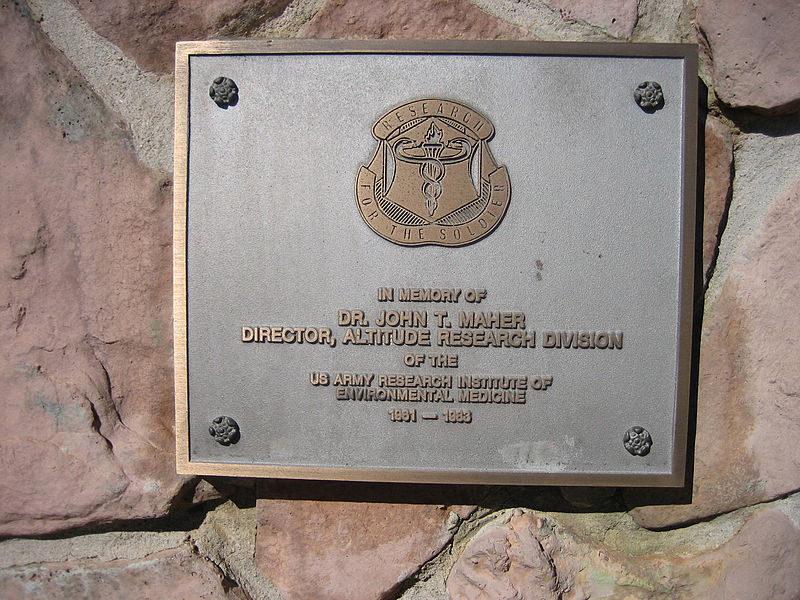 RESEARCH
FOR THE SOLDIER
IN MEMORY OF
DR. JOHN T. MAHER
DIRECTOR, ALTITUDE RESEARCH DIVISION
OF THE
US ARMY RESEARCH INSTITUTE OF
ENVIRONMENTAL MEDICINE
— 1983